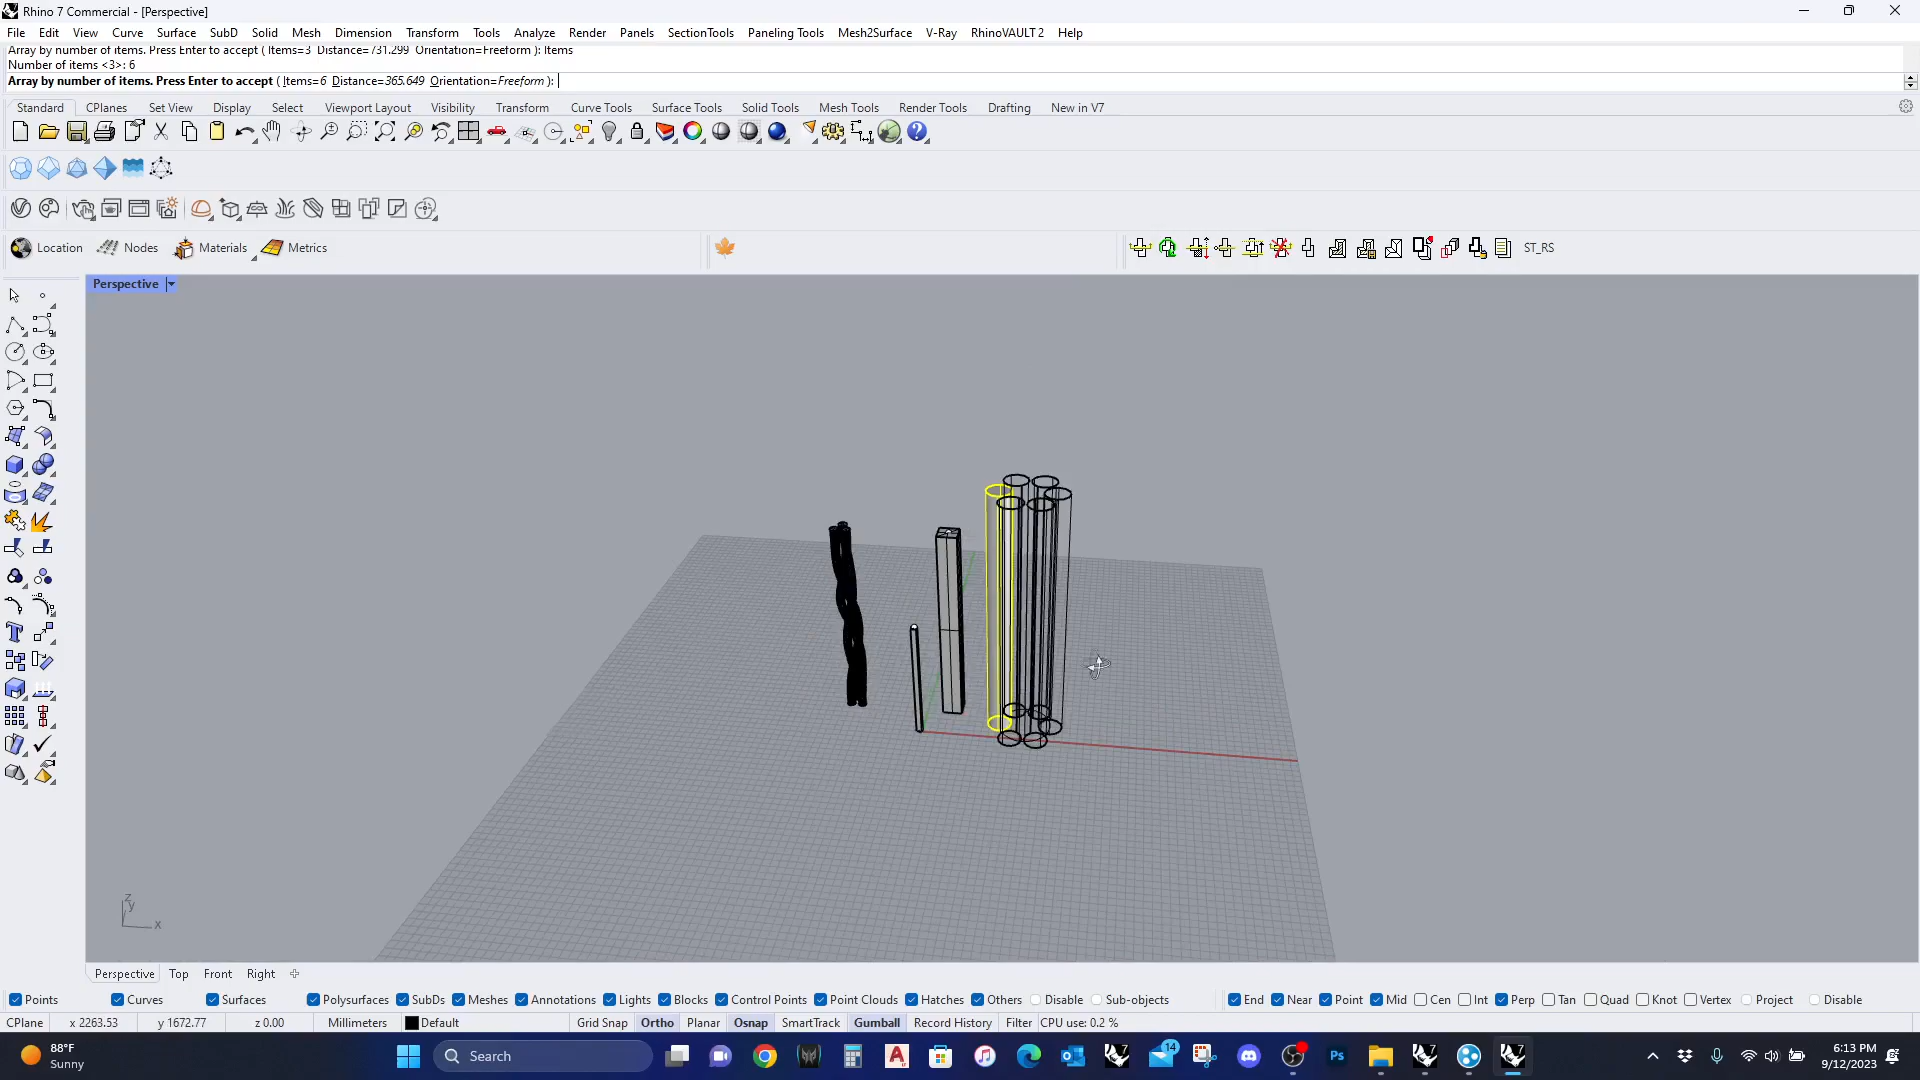 Rhino 7 Commercial - [Perspective]
File Edit View Curve Surface Solid SubD Mesh Dimension Transform Tools Analyze Render Panels SectionTools Paneling Tools Mesh2Surface V-Ray RhinoVAULT 2 Help
Array by number of items. Press Enter to accept ( Items=3 Distance=731.299 Orientation=Freeform ): Items
Number of items <3>: 6
Array by number of items. Press Enter to accept ( Items=6 Distance=365.649 Orientation=Freeform ):
Standard CPlanes Set View Display Select Viewport Layout Visibility Transform Curve Tools Surface Tools Solid Tools Mesh Tools Render Tools Drafting New in V7
Location Nodes Materials Metrics ST_RS
Perspective
z
y
x
Perspective Top Front Right
Points Curves Surfaces Polysurfaces SubDs Meshes Annotations Lights Blocks Control Points Point Clouds Hatches Others Disable Sub-objects End Near Point Mid Cen Int Perp Tan Quad Knot Vertex Project Disable
CPlane x 2263.53 y 1672.77 z 0.00 Millimeters Default Grid Snap Ortho Planar Osnap SmartTrack Gumball Record History Filter CPU use: 0.2 %
88°F
Sunny
Search
14
Ps
6:13 PM
9/12/2023